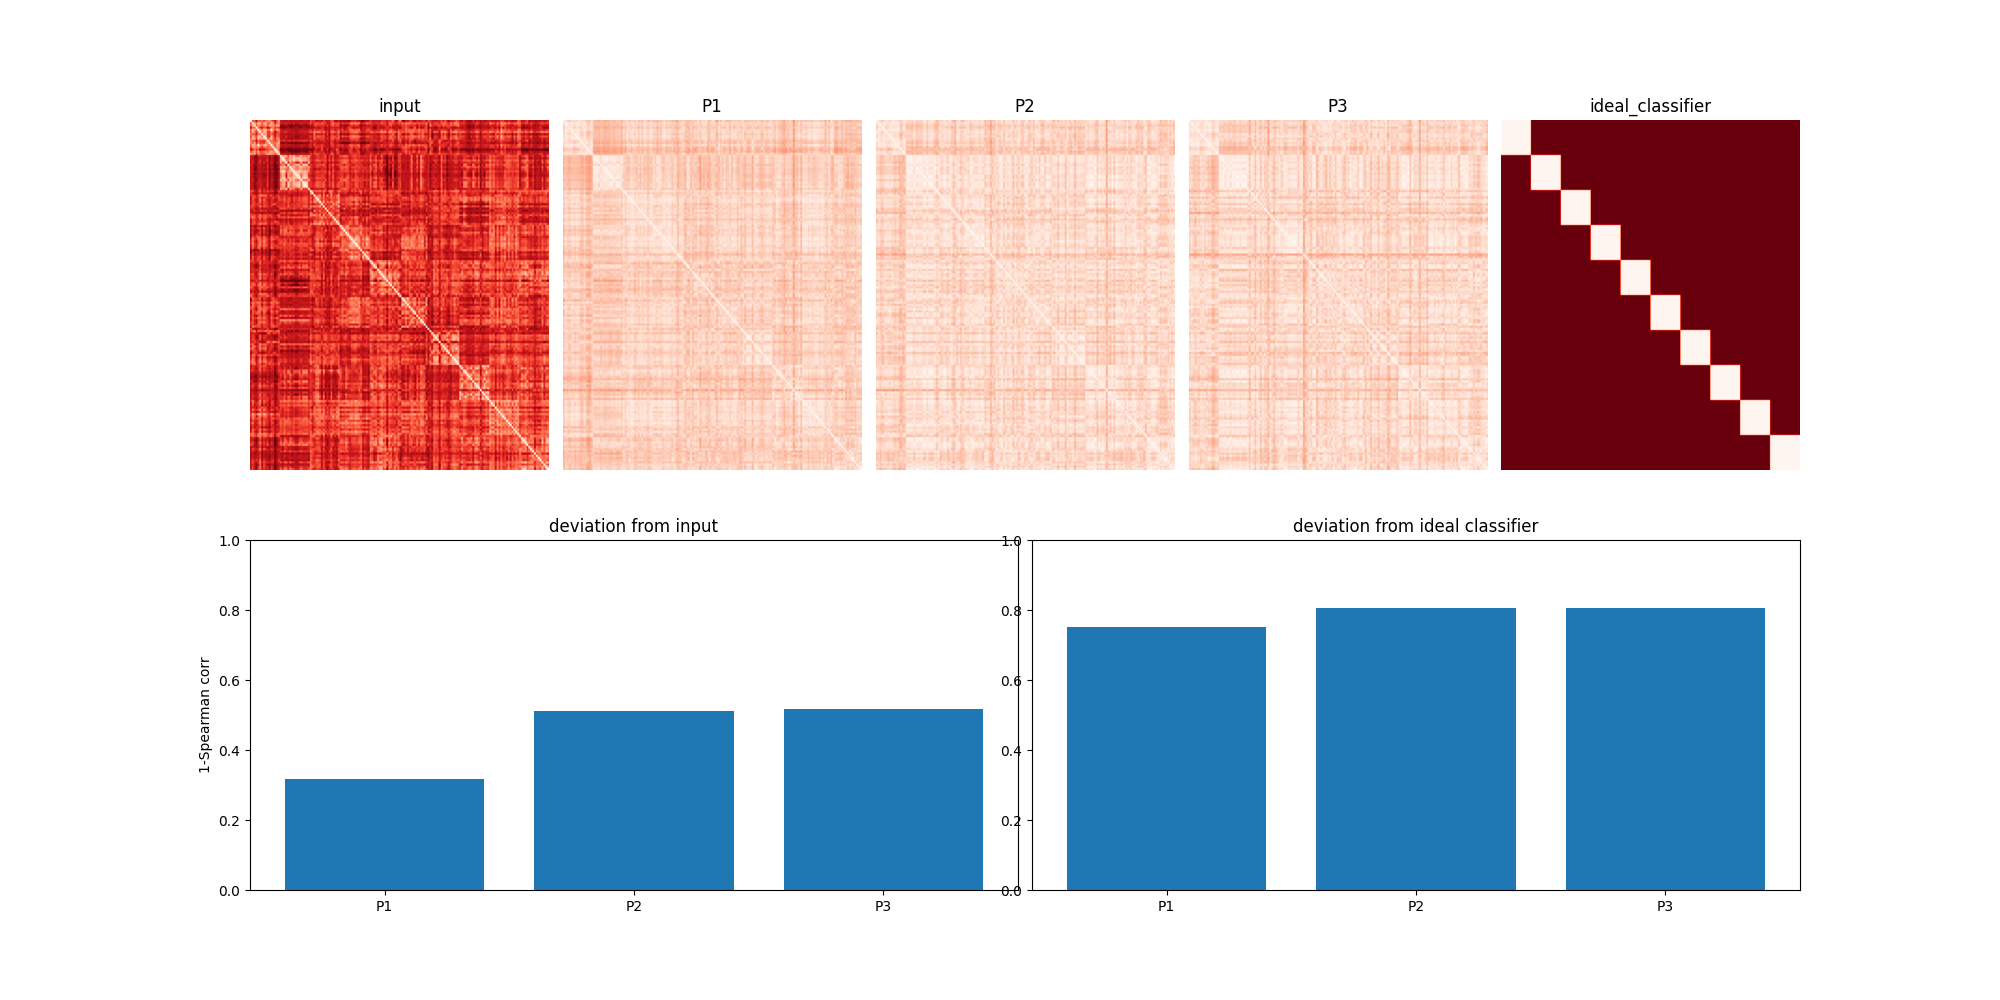 input P1 P2 P3 ideal_classifier
deviation from input
deviation from ideal classifier
1-Spearman corr
1.0
0.8
0.6
0.4
0.2
0.0
P1 P2 P3
1.0
0.8
0.6
0.4
0.2
0.0
P1 P2 P3